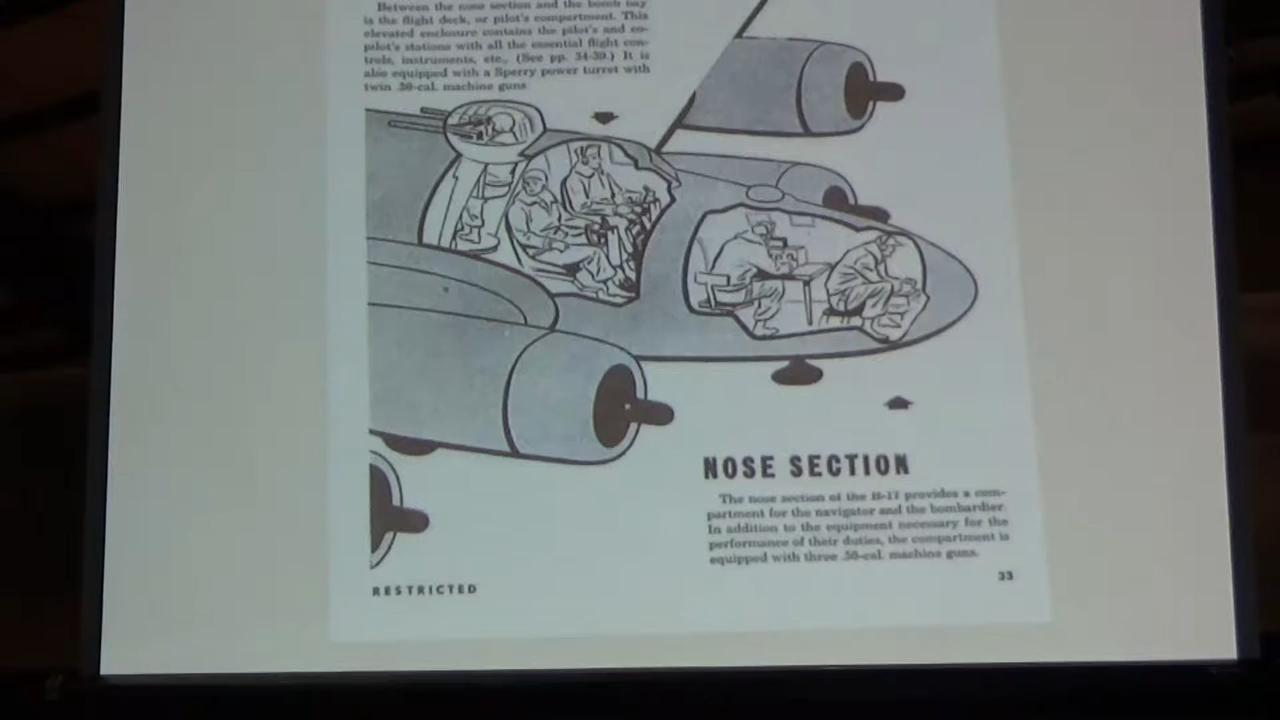 Between the nose section and the bomb bay
is the flight deck, or pilot's compartment. This
elevated enclosure contains the pilot's and co-
pilot's stations with all the essential flight con-
trols, instruments, etc., (See pp. 34-39.) It is
also equipped with a Sperry power turret with
twin .50-cal. machine guns.
NOSE SECTION
The nose section of the B-17 provides a com-
partment for the navigator and the bombardier.
In addition to the equipment necessary for the
performance of their duties, the compartment is
equipped with three .50-cal. machine guns.
33
RESTRICTED